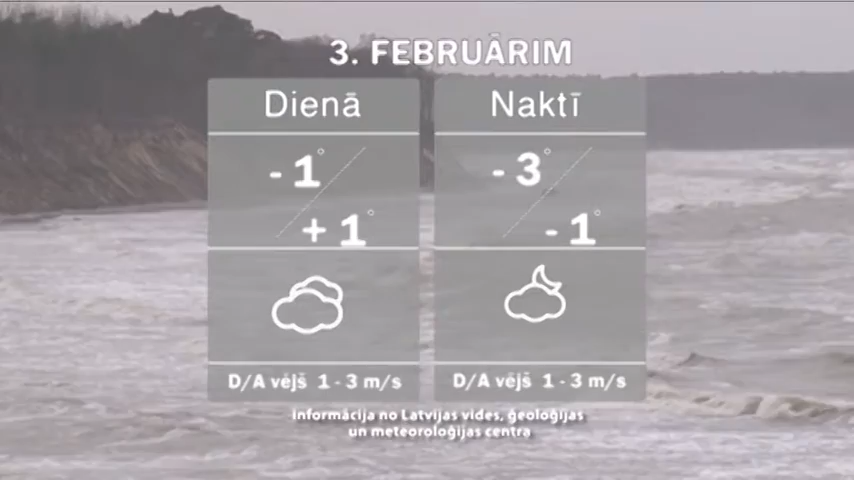 3. FEBRUĀRIM
Dienā
- 1°
+ 1°
D/A vējš 1 - 3 m/s
Naktī
- 3°
- 1°
D/A vējš 1 - 3 m/s
Informācija no Latvijas vides, ģeoloģijas
un meteoroloģijas centra